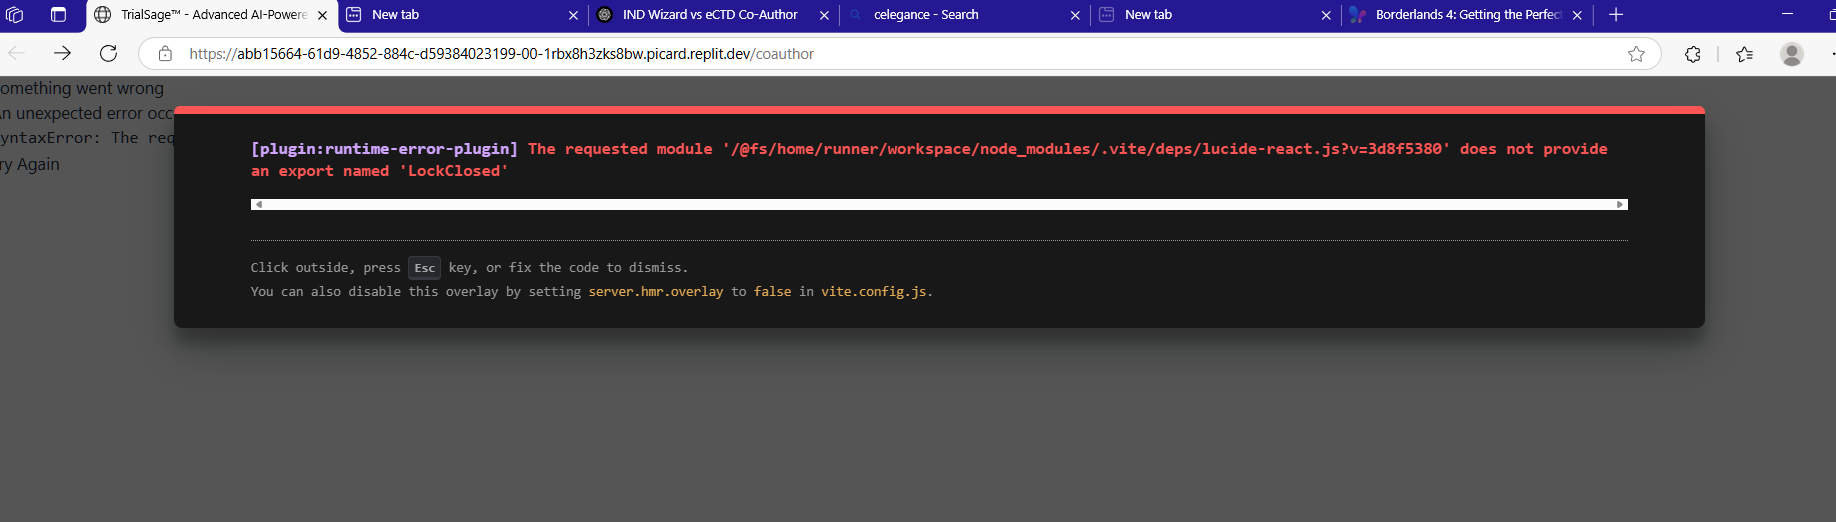 TrialSage™ - Advanced AI-Powere
New tab
IND Wizard vs eCTD Co-Author
celegance - Search
New tab
Borderlands 4: Getting the Perfec
https://abb15664-61d9-4852-884c-d59384023199-00-1rbx8h3zks8bw.picard.replit.dev/coauthor
omething went wrong
n unexpected error occ
yntaxError: The req
ry Again
[plugin:runtime-error-plugin] The requested module '/@fs/home/runner/workspace/node_modules/.vite/deps/lucide-react.js?v=3d8f5380' does not provide
an export named 'LockClosed'
Click outside, press Esc key, or fix the code to dismiss.
You can also disable this overlay by setting server.hmr.overlay to false in vite.config.js.